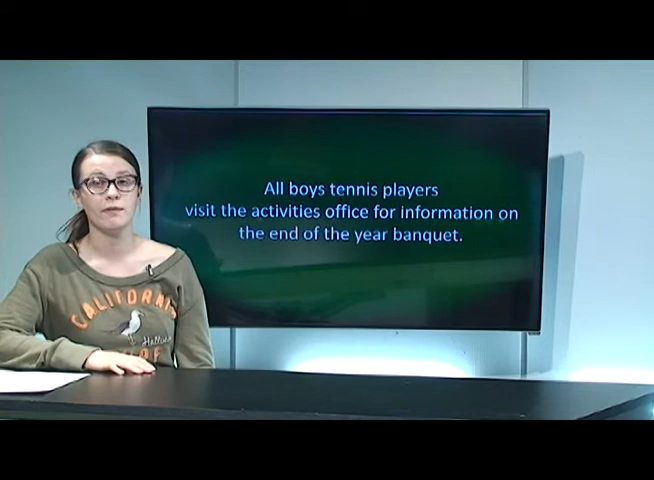 All boys tennis players
visit the activities office for information on
the end of the year banquet.
CALIFORNIA